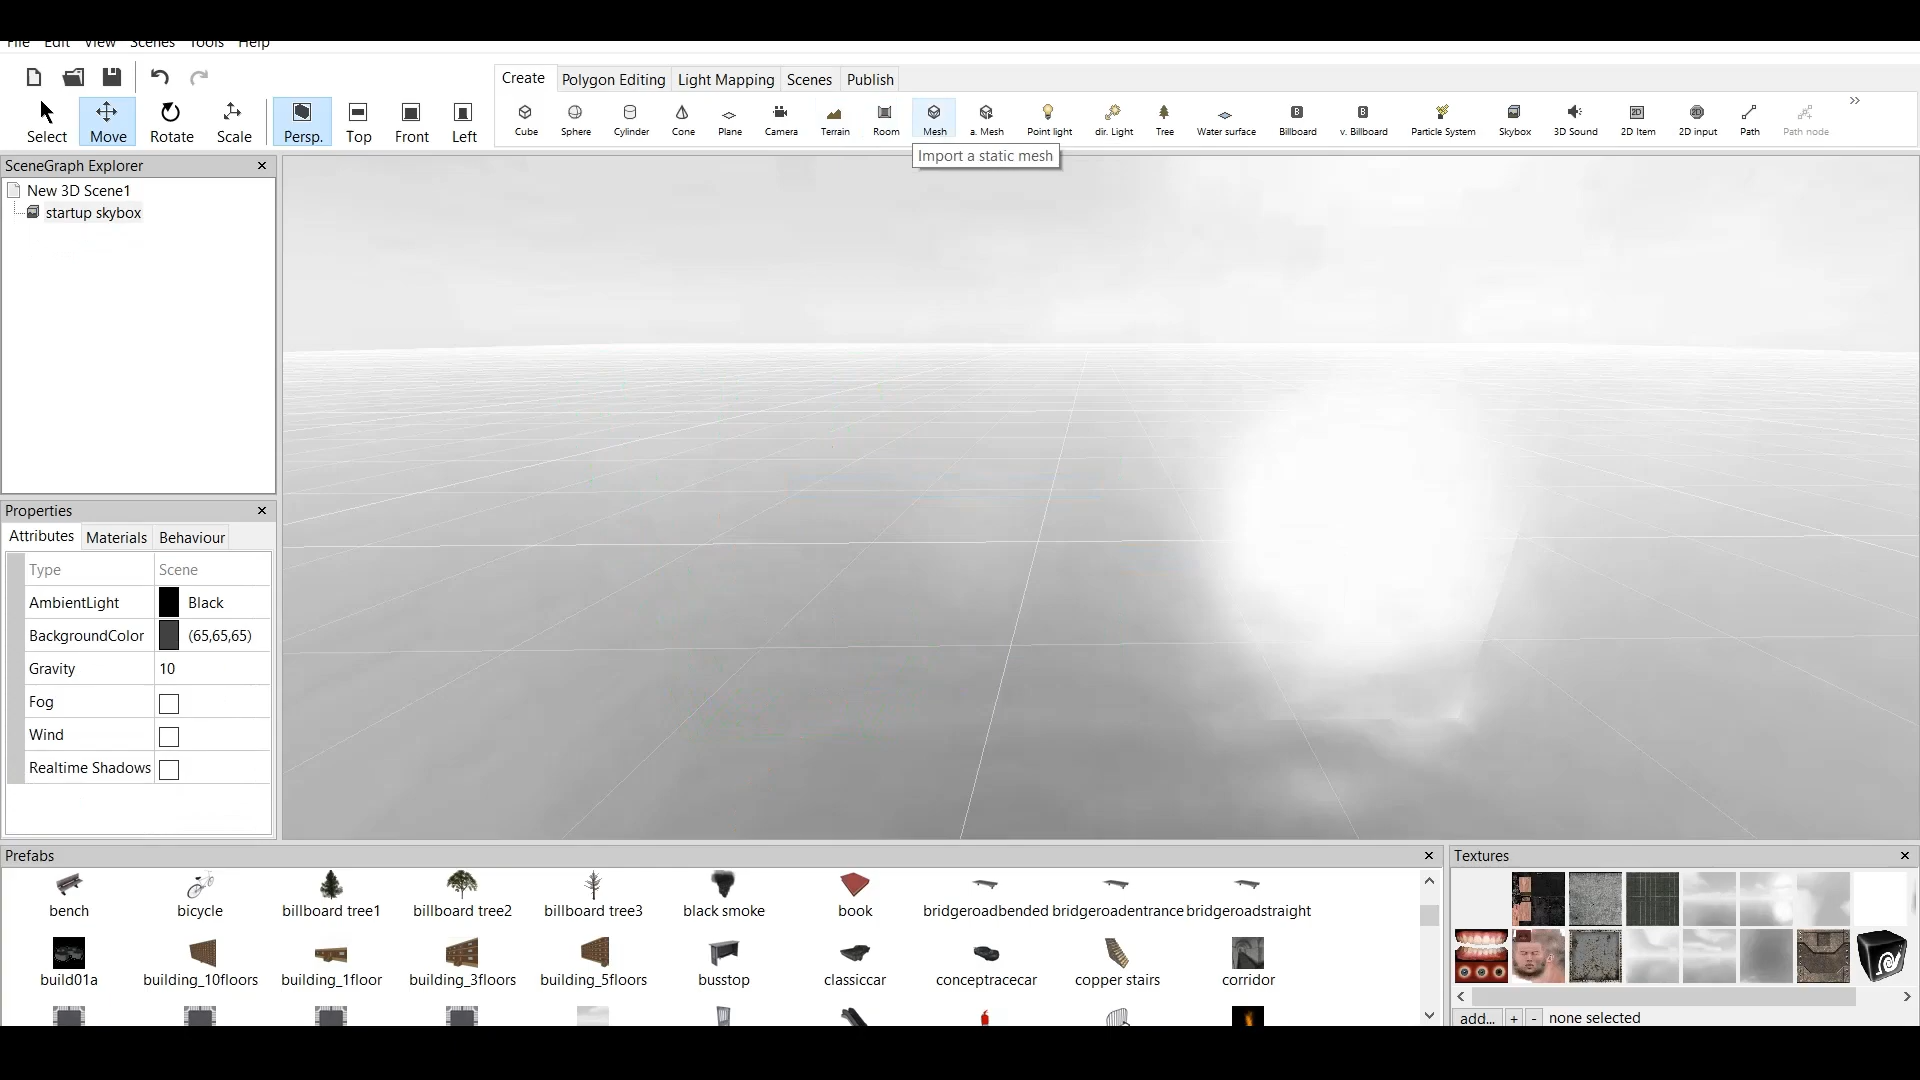 File Edit View Scenes Tools Help
Create Polygon Editing Light Mapping Scenes Publish
Select Move Rotate Scale Persp. Top Front Left
Cube Sphere Cylinder Cone Plane Camera Terrain Room Mesh a. Mesh Point light dir. Light Tree Water surface Billboard v. Billboard Particle System Skybox 3D Sound 2D Item 2D input Path Path node
Import a static mesh
SceneGraph Explorer
New 3D Scene1
startup skybox
Properties
Attributes Materials Behaviour
Type Scene
AmbientLight Black
BackgroundColor (65,65,65)
Gravity 10
Fog
Wind
Realtime Shadows
Prefabs
bench bicycle billboard tree1 billboard tree2 billboard tree3 black smoke book bridgeroadbended bridgeroadentrance bridgeroadstraight
build01a building_10floors building_1floor building_3floors building_5floors busstop classiccar conceptracecar copper stairs corridor
Textures
add... + - none selected